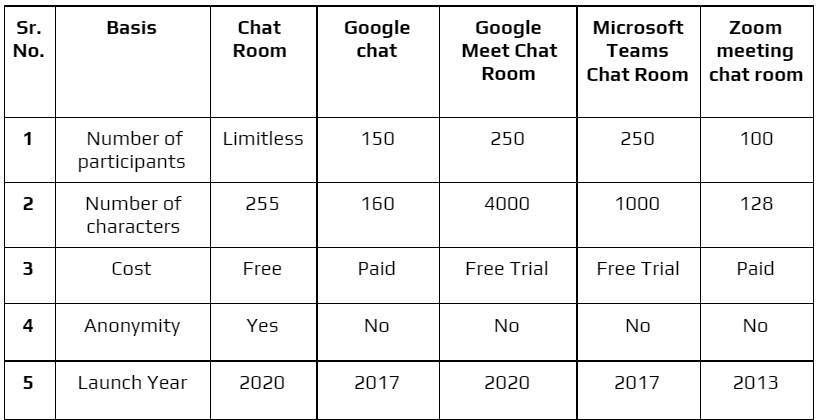 Sr. No. Basis Chat Room Google chat Google Meet Chat Room Microsoft Teams Chat Room Zoom meeting chat room
1 Number of participants Limitless 150 250 250 100
2 Number of characters 255 160 4000 1000 128
3 Cost Free Paid Free Trial Free Trial Paid
4 Anonymity Yes No No No No
5 Launch Year 2020 2017 2020 2017 2013